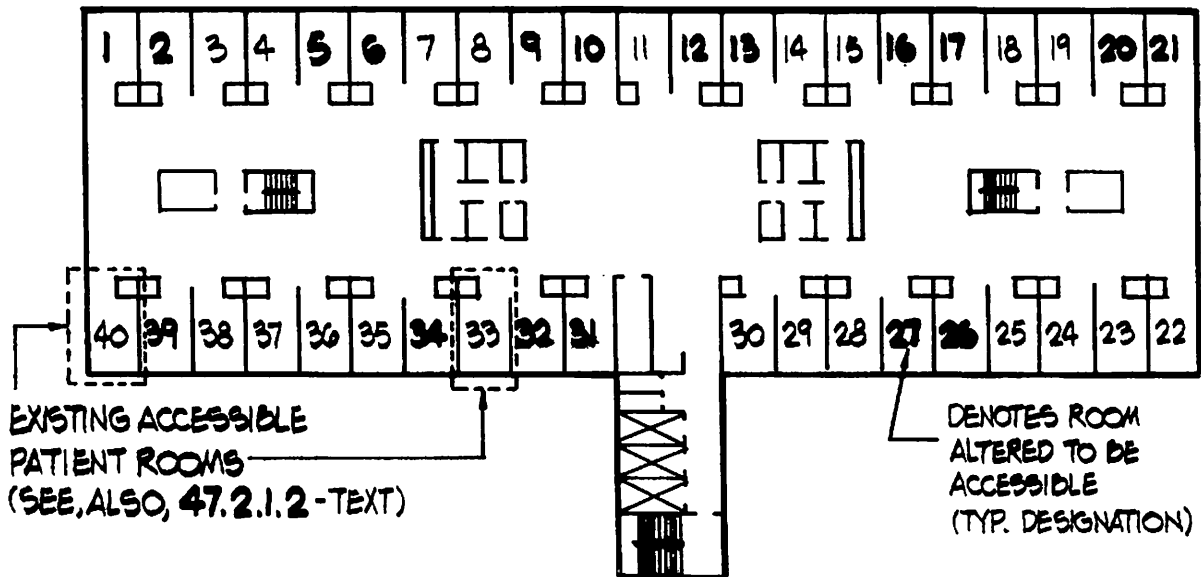 1 2 3 4 5 6 7 8 9 10 11 12 13 14 15 16 17 18 19 20 21
40 39 38 37 36 35 34 33 32 31 30 29 28 27 26 25 24 23 22
EXISTING ACCESSIBLE
PATIENT ROOMS
(SEE, ALSO, 47.2.1.2 - TEXT)
DENOTES ROOM
ALTERED TO BE
ACCESSIBLE
(TYP. DESIGNATION)